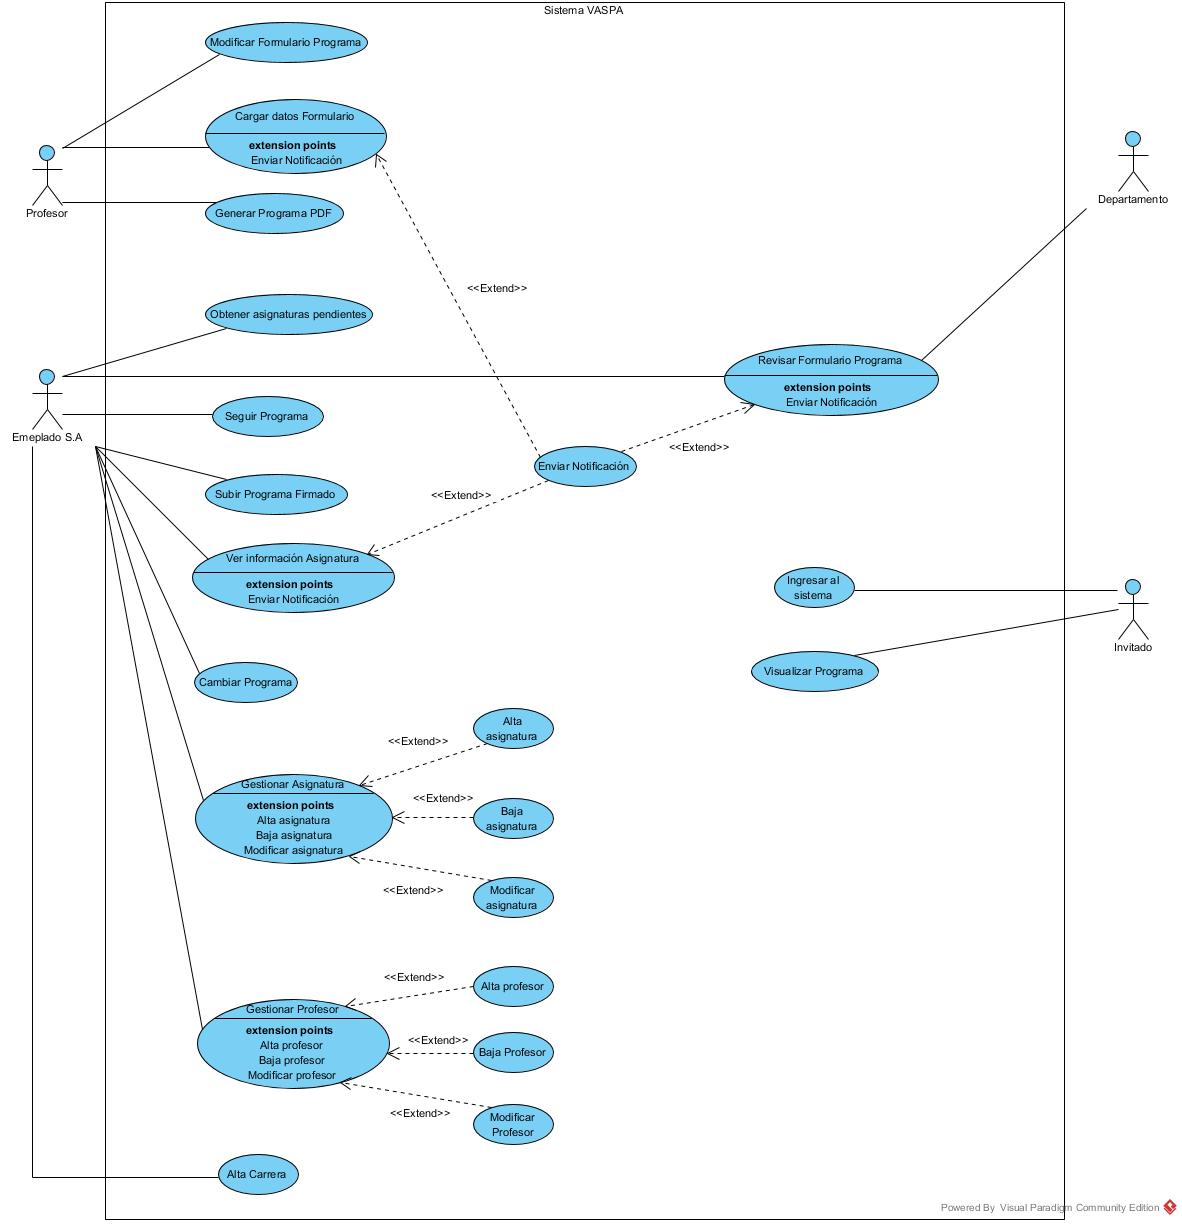 Sistema VASPA
Modificar Formulario Programa
Cargar datos Formulario
extension points
Enviar Notificación
Profesor
Generar Programa PDF
Departamento
<<Extend>>
Obtener asignaturas pendientes
Revisar Formulario Programa
extension points
Enviar Notificación
Emeplado S.A
Seguir Programa
<<Extend>>
Enviar Notificación
<<Extend>>
Subir Programa Firmado
Ver información Asignatura
extension points
Enviar Notificación
Ingresar al
sistema
Invitado
Visualizar Programa
Cambiar Programa
Alta
asignatura
<<Extend>>
Gestionar Asignatura
extension points
Alta asignatura
Baja asignatura
Modificar asignatura
<<Extend>>
Baja
asignatura
<<Extend>>
Modificar
asignatura
<<Extend>>
Alta profesor
Gestionar Profesor
extension points
Alta profesor
Baja profesor
Modificar profesor
<<Extend>>
Baja Profesor
<<Extend>>
Modificar
Profesor
Alta Carrera
Powered By Visual Paradigm Community Edition